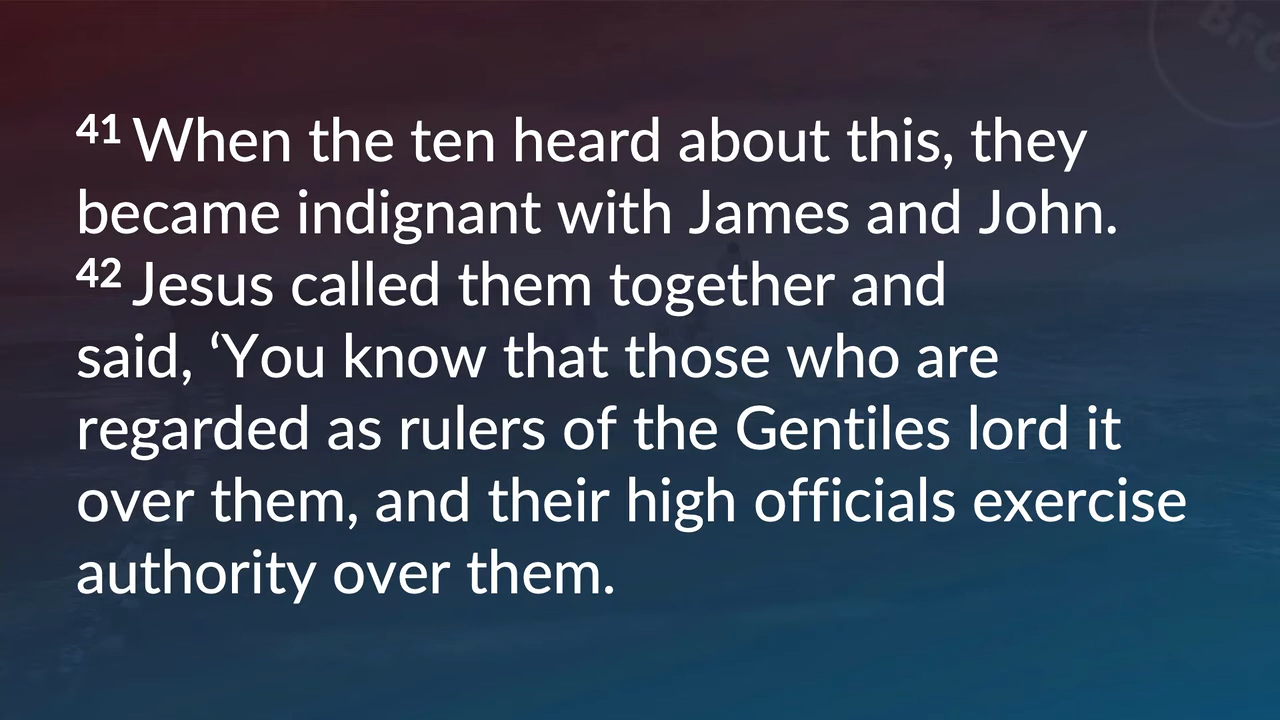 BFC
41 When the ten heard about this, they
became indignant with James and John.
42 Jesus called them together and
said, ‘You know that those who are
regarded as rulers of the Gentiles lord it
over them, and their high officials exercise
authority over them.